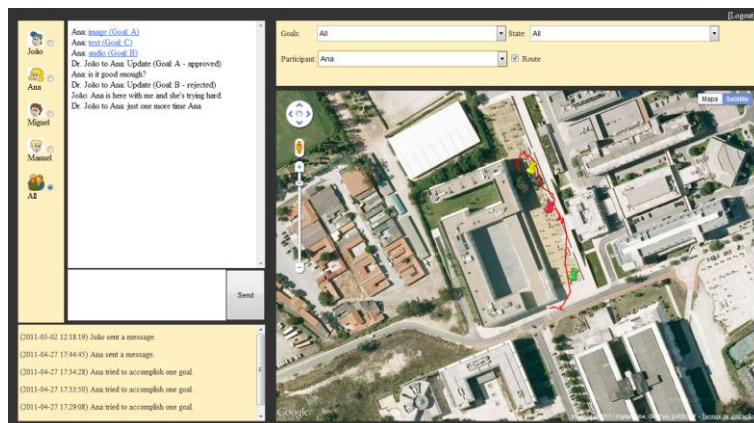 [Logout
João
Ana
Miguel
Manuel
All
Ana: image (Goal: A)
Ana: text (Goal: C)
Ana: audio (Goal: B)
Dr. João to Ana: Update (Goal: A - approved)
Ana: is it good enough?
Dr. João to Ana: Update (Goal: B - rejected)
João: Ana is here with me and she's trying hard
Dr. João to Ana: just one more time Ana
Send
(2011-05-02 12:18:19) João sent a message.
(2011-04-27 17:44:45) Ana sent a message.
(2011-04-27 17:34:28) Ana tried to accomplish one goal.
(2011-04-27 17:33:50) Ana tried to accomplish one goal.
(2011-04-27 17:29:08) Ana tried to accomplish one goal.
Goals: All State: All
Participant: Ana Route
Mapa Satélite
Google
Termos de utilização